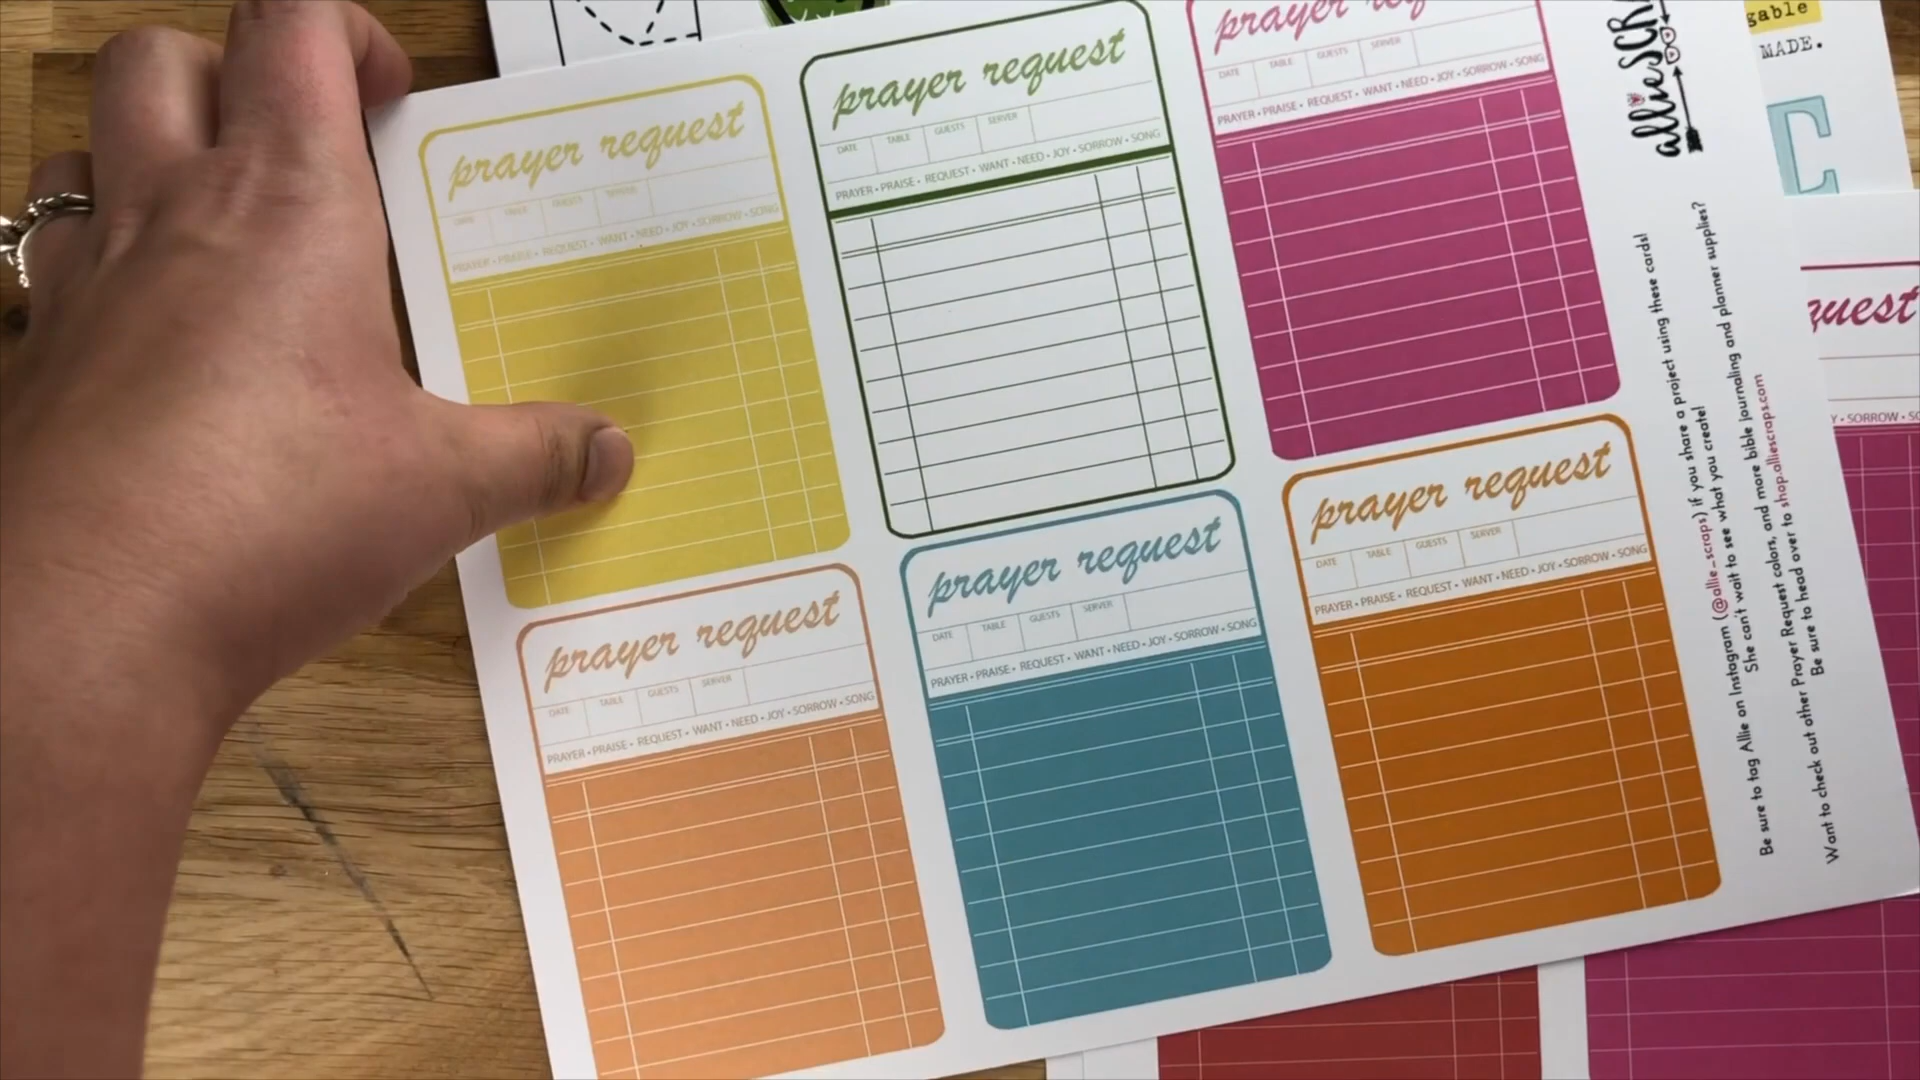 prayer request
DATE TABLE GUESTS SERVER
PRAYER • PRAISE • REQUEST • WANT • NEED • JOY • SORROW • SONG
prayer request
DATE TABLE GUESTS SERVER
PRAYER • PRAISE • REQUEST • WANT • NEED • JOY • SORROW • SONG
prayer
DATE TABLE GUESTS SERVER
PRAYER • PRAISE • REQUEST • WANT • NEED • JOY • SORROW • SONG
prayer request
DATE TABLE GUESTS SERVER
PRAYER • PRAISE • REQUEST • WANT • NEED • JOY • SORROW • SONG
prayer request
DATE TABLE GUESTS SERVER
PRAYER • PRAISE • REQUEST • WANT • NEED • JOY • SORROW • SONG
prayer request
DATE TABLE GUESTS SERVER
PRAYER • PRAISE • REQUEST • WANT • NEED • JOY • SORROW • SONG
allie SCRA
Be sure to tag Allie on Instagram (@allie_scraps) if you share a project using these cards!
She can't wait to see what you create!
Want to check out other Prayer Request colors, and more bible journaling and planner supplies?
Be sure to head over to shop.alliescraps.com
gable
MADE.
quest
SORROW •